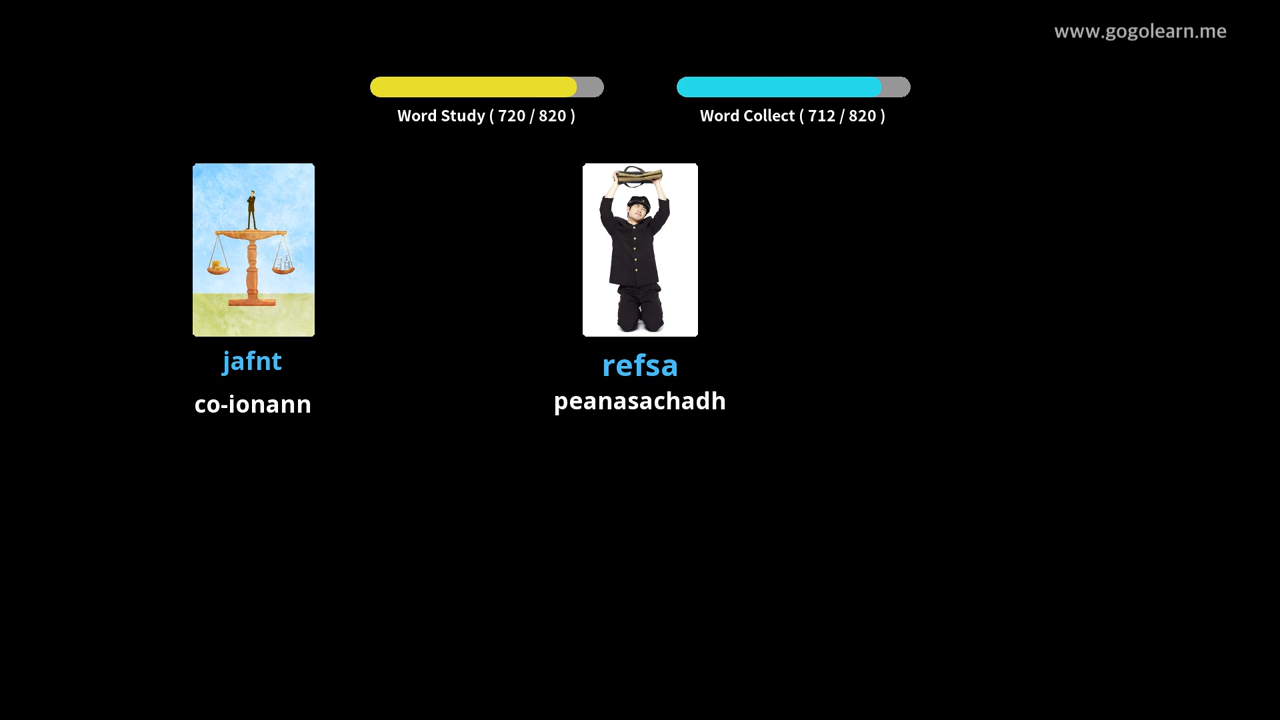 www.gogolearn.me
Word Study ( 720 / 820 )
Word Collect ( 712 / 820 )
jafnt
co-ionann
refsa
peanasachadh